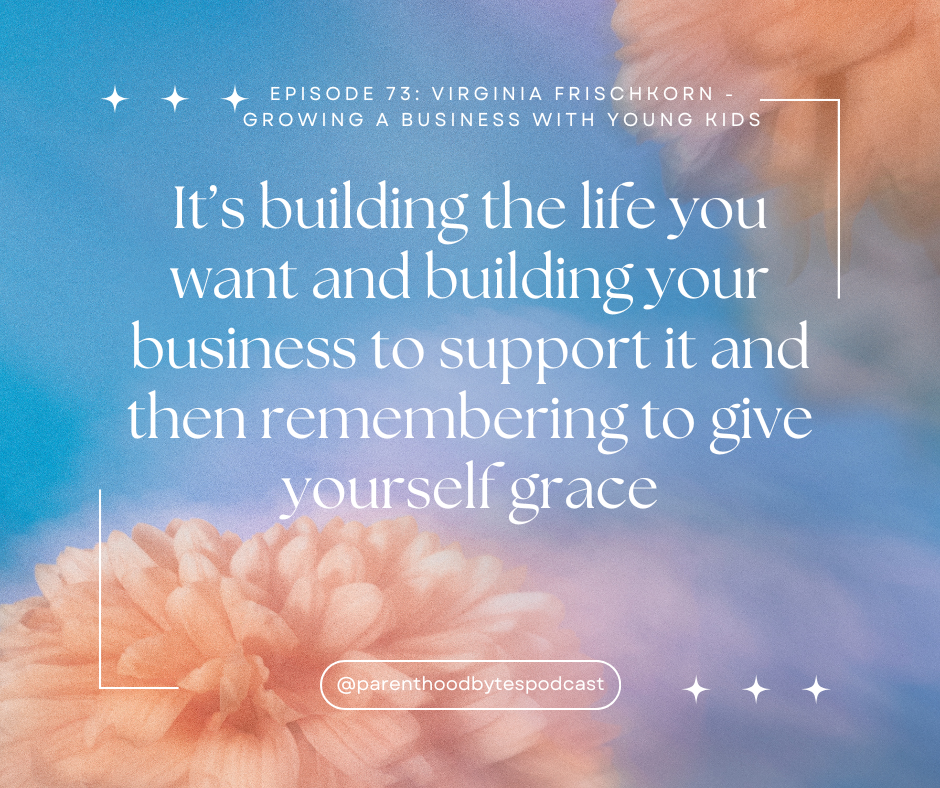 EPISODE 73: VIRGINIA FRISCHKORN -
GROWING A BUSINESS WITH YOUNG KIDS
It’s building the life you
want and building your
business to support it and
then remembering to give
yourself grace
@parenthoodbytespodcast